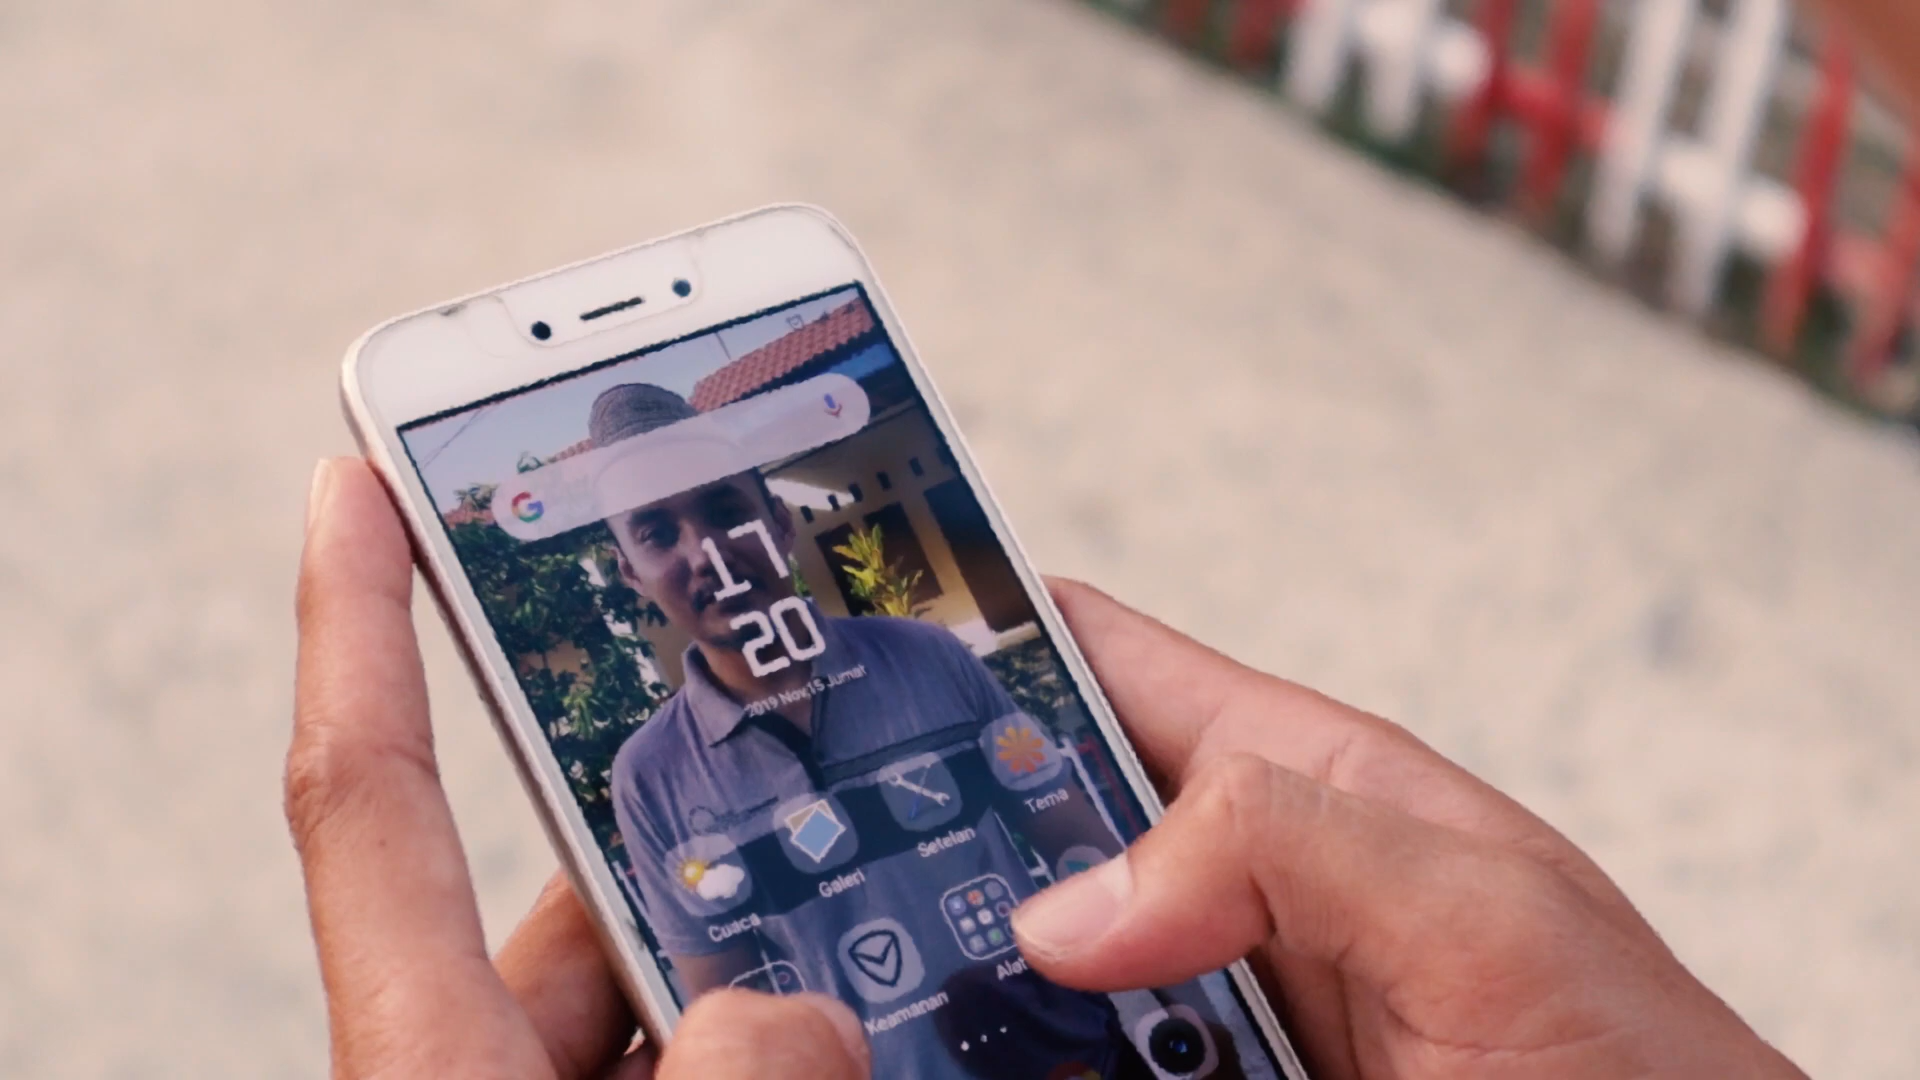 G
17
20
2019 Nov,15 Jumat
Tema
Setelan
Galeri
Cuaca
Alat
Keamanan